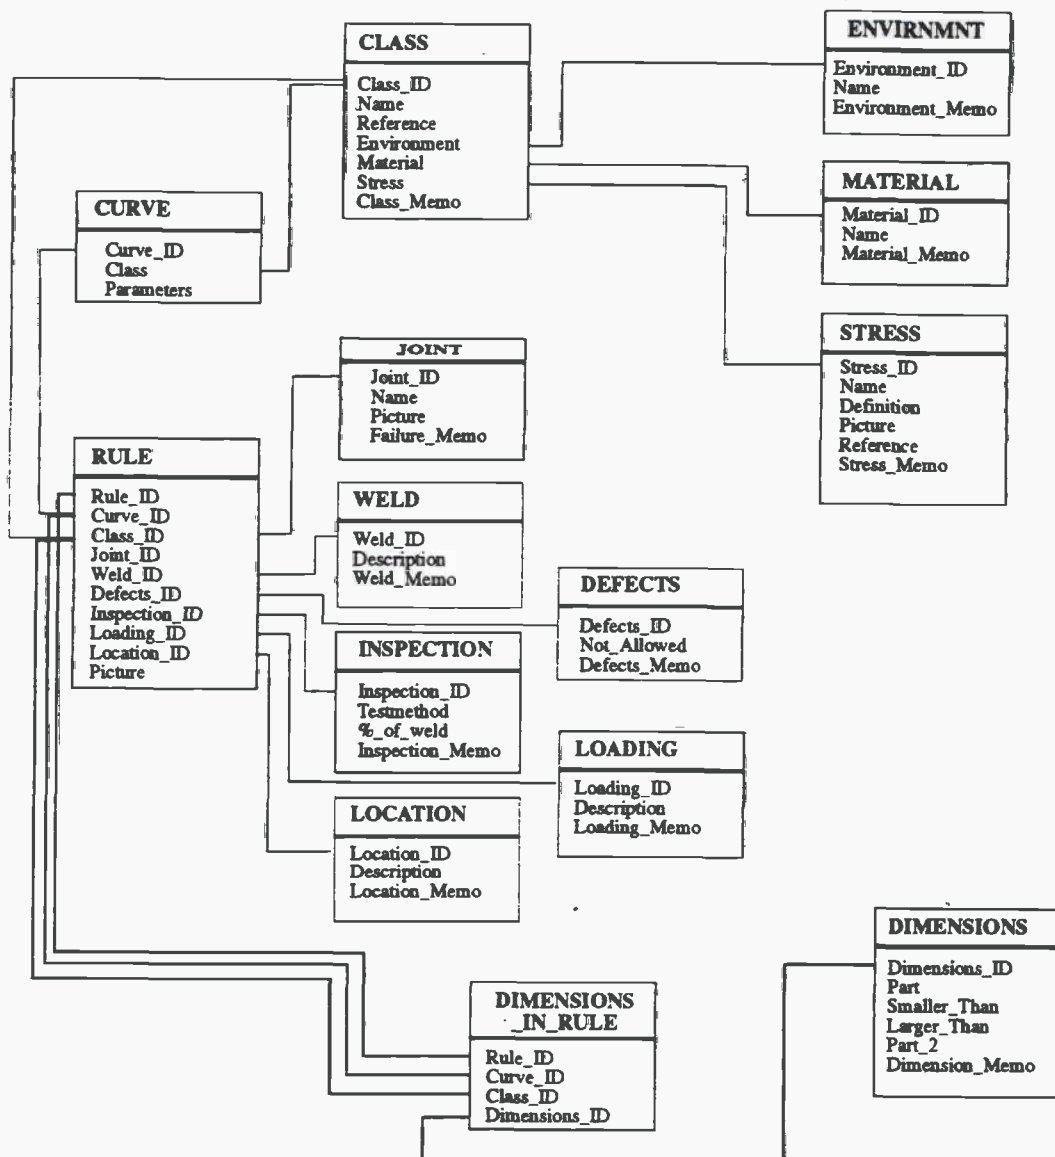 CLASS
Class_ID
Name
Reference
Environment
Material
Stress
Class_Memo
ENVIRNMNT
Environment_ID
Name
Environment_Memo
MATERIAL
Material_ID
Name
Material_Memo
CURVE
Curve_ID
Class
Parameters
STRESS
Stress_ID
Name
Definition
Picture
Reference
Stress_Memo
JOINT
Joint_ID
Name
Picture
Failure_Memo
RULE
Rule_ID
Curve_ID
Class_ID
Joint_ID
Weld_ID
Defects_ID
Inspection_ID
Loading_ID
Location_ID
Picture
WELD
Weld_ID
Description
Weld_Memo
DEFECTS
Defects_ID
Not_Allowed
Defects_Memo
INSPECTION
Inspection_ID
Testmethod
%_of_weld
Inspection_Memo
LOADING
Loading_ID
Description
Loading_Memo
LOCATION
Location_ID
Description
Location_Memo
DIMENSIONS
Dimensions_ID
Part
Smaller_Than
Larger_Than
Part_2
Dimension_Memo
DIMENSIONS
_IN_RULE
Rule_ID
Curve_ID
Class_ID
Dimensions_ID